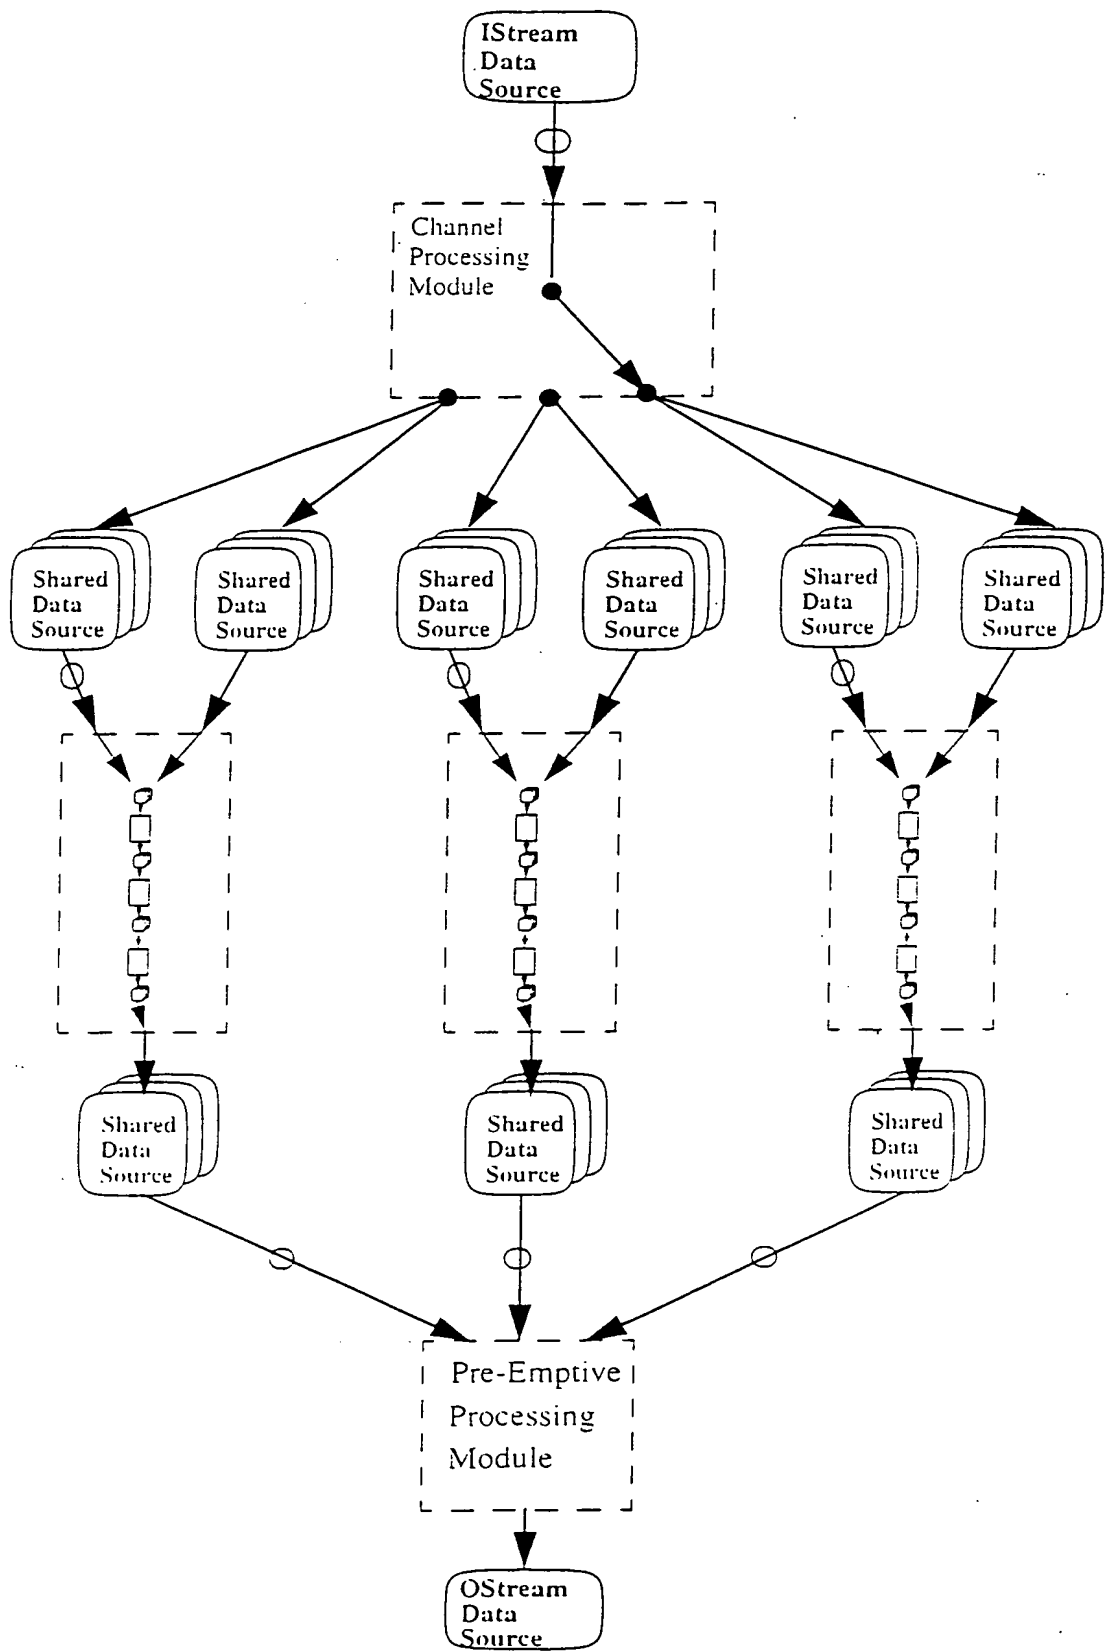 IStream
Data
Source
Channel
Processing
Module
Shared
Data
Source
Shared
Data
Source
Shared
Data
Source
Shared
Data
Source
Shared
Data
Source
Shared
Data
Source
Shared
Data
Source
Shared
Data
Source
Shared
Data
Source
Pre-Emptive
Processing
Module
OStream
Data
Source